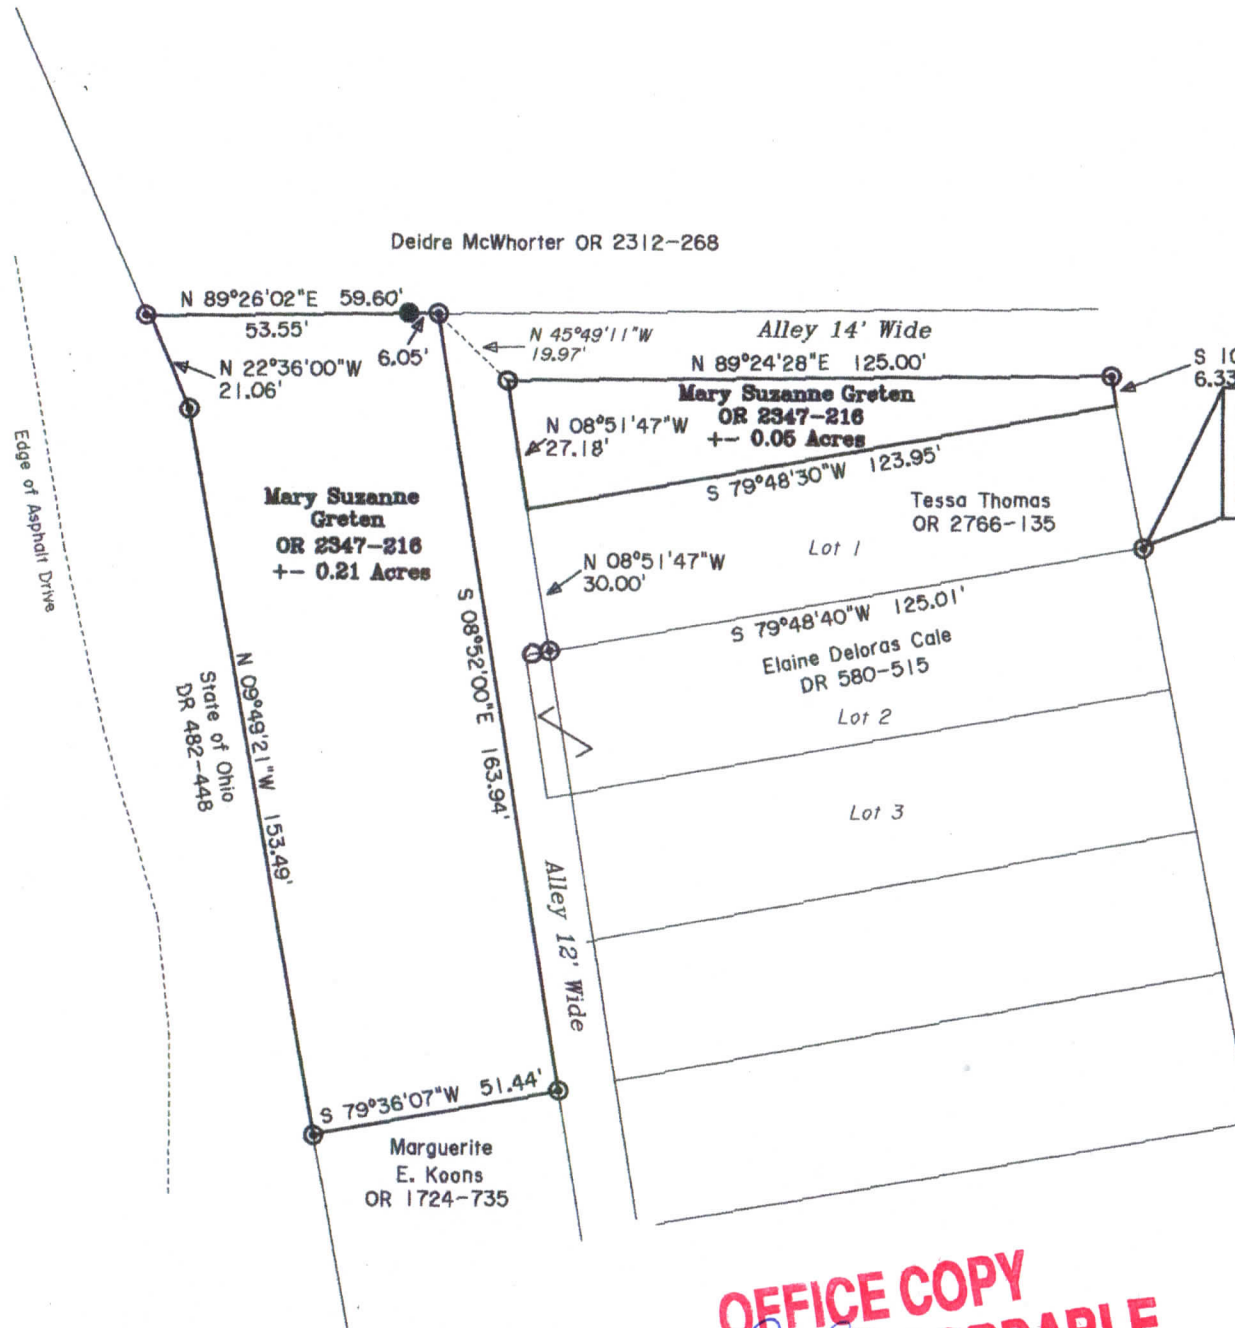 Deidre McWhorter OR 2312-268
N 89°26'02"E 59.60'
53.55'
6.05'
N 45°49'11"W
19.97'
Alley 14' Wide
N 89°24'28"E 125.00'
S 10
6.33
N 22°36'00"W
21.06'
Mary Suzanne Greten
OR 2347-216
+- 0.05 Acres
N 08°51'47"W
27.18'
S 79°48'30"W 123.95'
Edge of Asphalt Drive
Mary Suzanne
Greten
OR 2347-216
+- 0.21 Acres
Tessa Thomas
OR 2766-135
Lot 1
N 08°51'47"W
30.00'
S 79°48'40"W 125.01'
Elaine Deloras Cale
DR 580-515
Lot 2
S 08°52'00"E 163.94'
N 09°49'21"W 153.49'
State of Ohio
DR 482-448
Lot 3
Alley 12' Wide
S 79°36'07"W 51.44'
Marguerite
E. Koons
OR 1724-735
OFFICE COPY